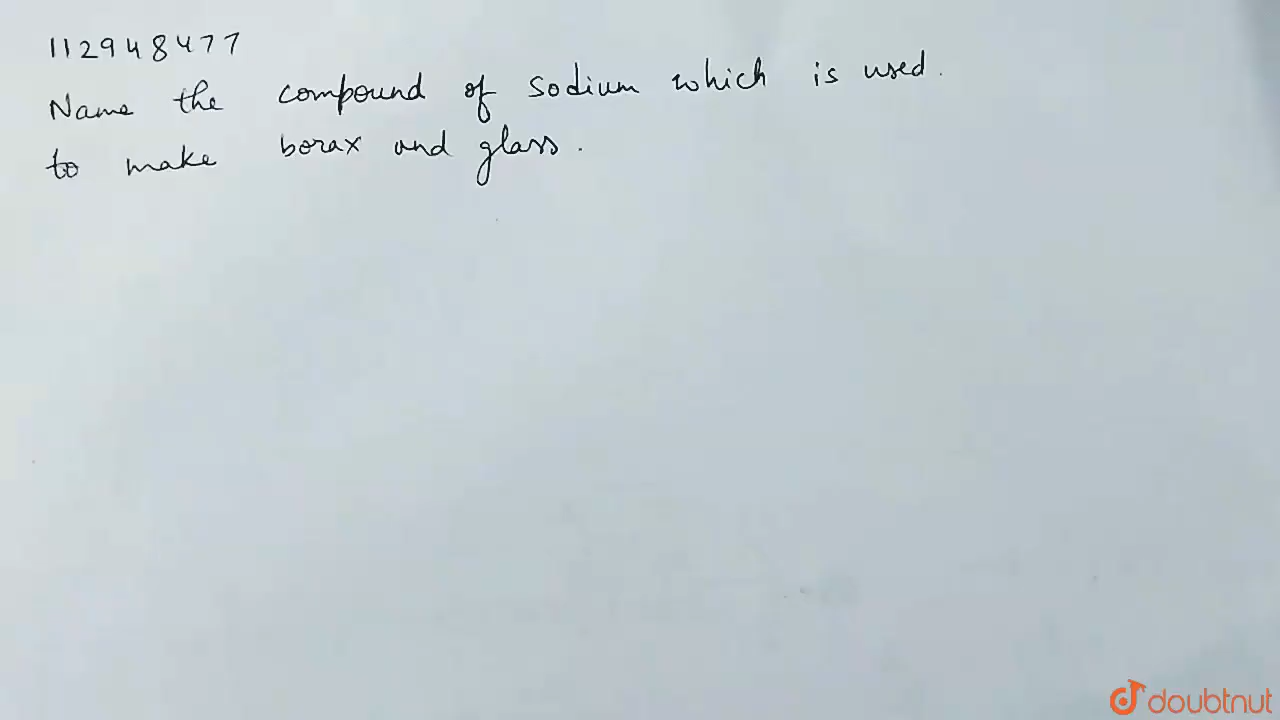 112948477
Name the compound of sodium which is used.
to make borax and glass.
doubtnut